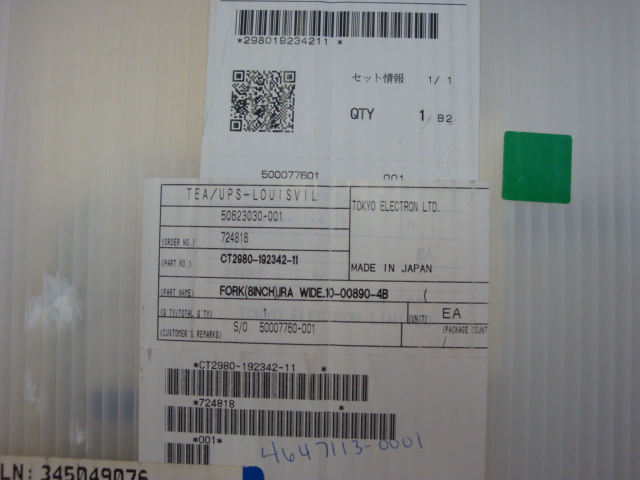 *298019234211 *
セット情報 1/ 1
QTY 1/ B2
500077601 001
TEA/UPS-LOUISVIL
50623030-001
TOKYO ELECTRON LTD.
(ORDER NO.) 724818
(PART NO.) CT2980-192342-11
MADE IN JAPAN
(PART NAME) FORK(8INCH),IRA WIDE.10-00890-4B (
(Q'TY/TOTAL Q'TY) 1
(UNIT) EA
(CUSTOMER'S REMARKS) S/O 50007760-001
(PACKAGE COUNT
/
*CT2980-192342-11 *
*724818 *
*001*
4647113-0001
LN: 345049076